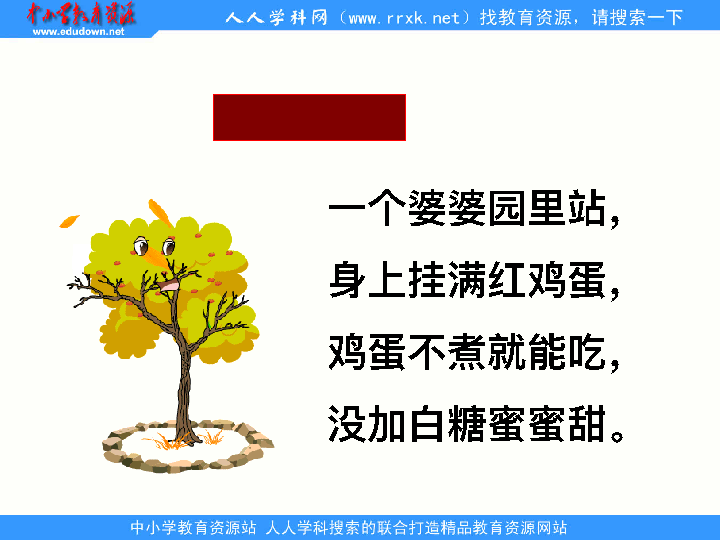 中小学教育资源
www.edudown.net
人人学科网（www.rrxk.net）找教育资源，请搜索一下
一个婆婆园里站，
身上挂满红鸡蛋，
鸡蛋不煮就能吃，
没加白糖蜜蜜甜。
中小学教育资源站 人人学科搜索的联合打造精品教育资源网站